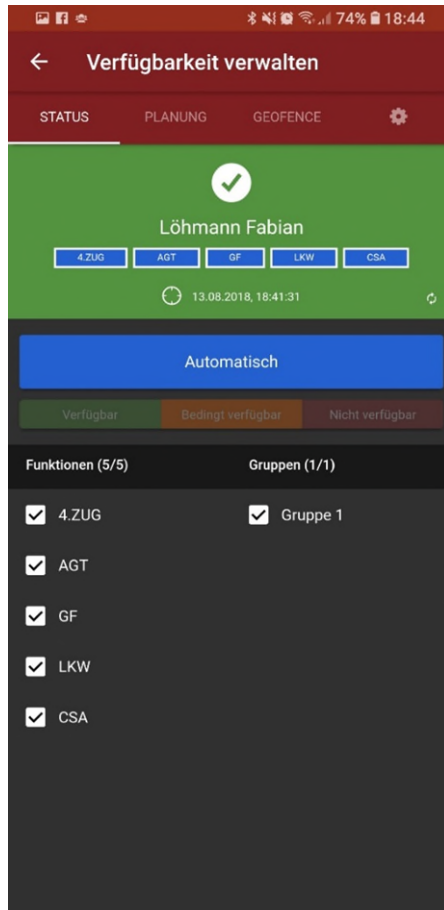 74% 18:44
Verfügbarkeit verwalten
STATUS PLANUNG GEOFENCE
Löhmann Fabian
4.ZUG AGT GF LKW CSA
13.08.2018, 18:41:31
Automatisch
Verfügbar Bedingt verfügbar Nicht verfügbar
Funktionen (5/5) Gruppen (1/1)
4.ZUG Gruppe 1
AGT
GF
LKW
CSA